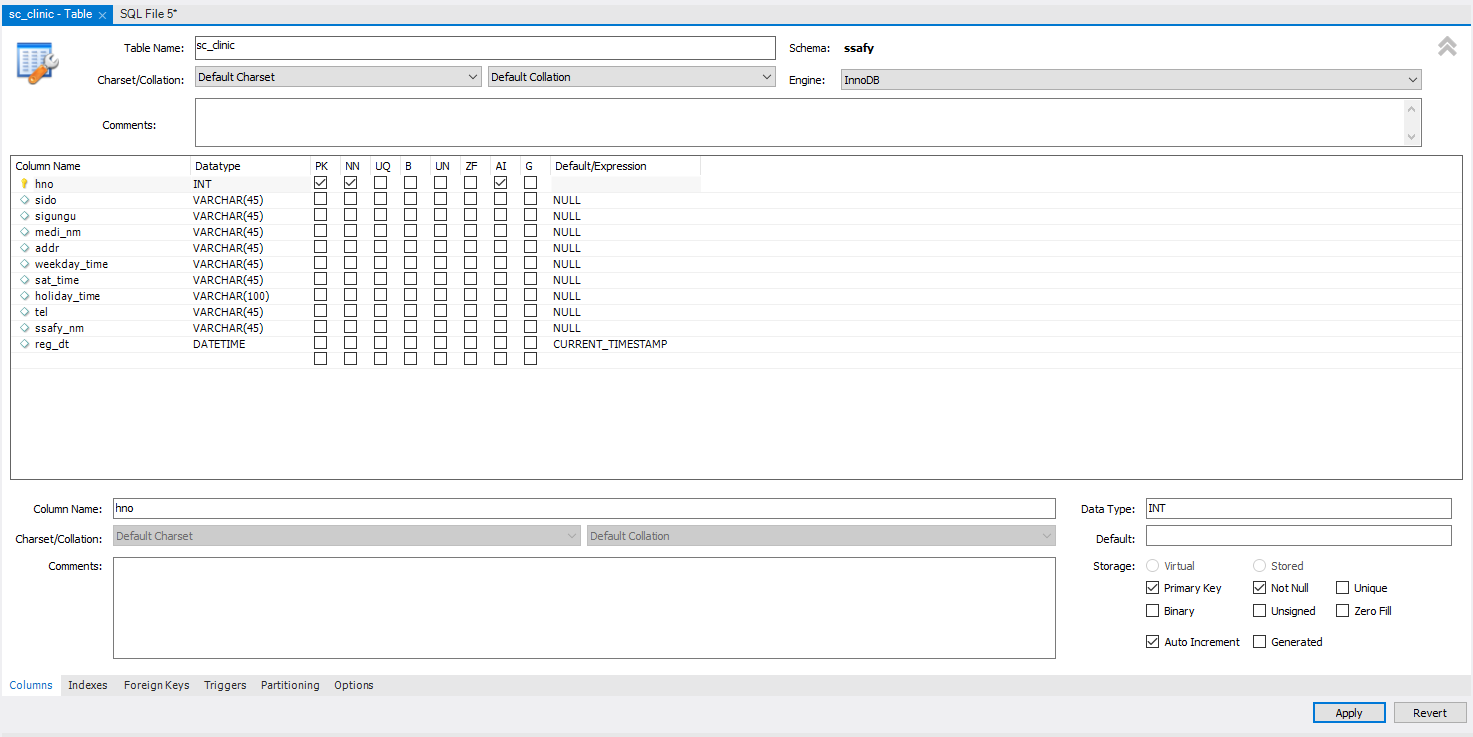 sc_clinic - Table SQL File 5*
Table Name: sc_clinic Schema: ssafy
Charset/Collation: Default Charset Default Collation Engine: InnoDB
Comments:
Column Name Datatype PK NN UQ B UN ZF AI G Default/Expression
hno INT
sido VARCHAR(45) NULL
sigungu VARCHAR(45) NULL
medi_nm VARCHAR(45) NULL
addr VARCHAR(45) NULL
weekday_time VARCHAR(45) NULL
sat_time VARCHAR(45) NULL
holiday_time VARCHAR(100) NULL
tel VARCHAR(45) NULL
ssafy_nm VARCHAR(45) NULL
reg_dt DATETIME CURRENT_TIMESTAMP
Column Name: hno Data Type: INT
Charset/Collation: Default Charset Default Collation Default:
Comments: Storage: Virtual Stored
Primary Key Not Null Unique
Binary Unsigned Zero Fill
Auto Increment Generated
Columns Indexes Foreign Keys Triggers Partitioning Options
Apply Revert